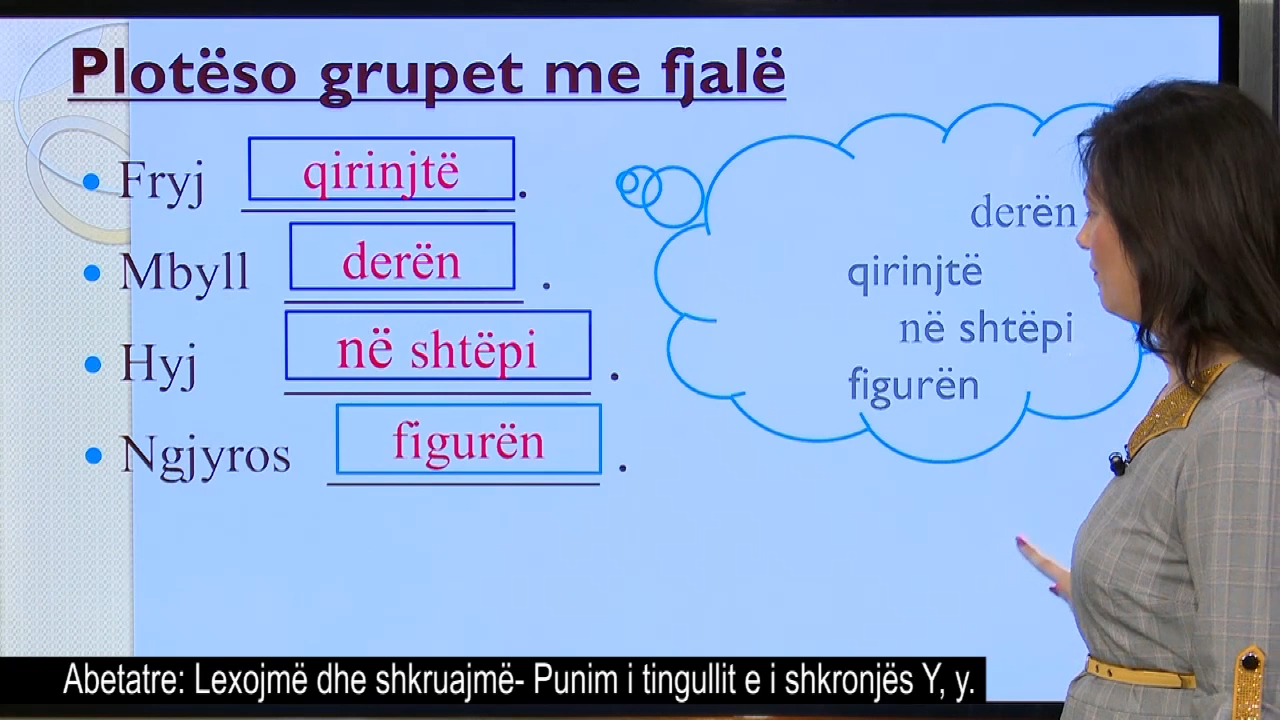 Plotëso grupet me fjalë
• Fryj qirinjtë.
• Mbyll derën .
• Hyj në shtëpi .
• Ngjyros figurën .
derën
qirinjtë
në shtëpi
figurën
Abetatre: Lexojmë dhe shkruajmë- Punim i tingullit e i shkronjës Y, y.